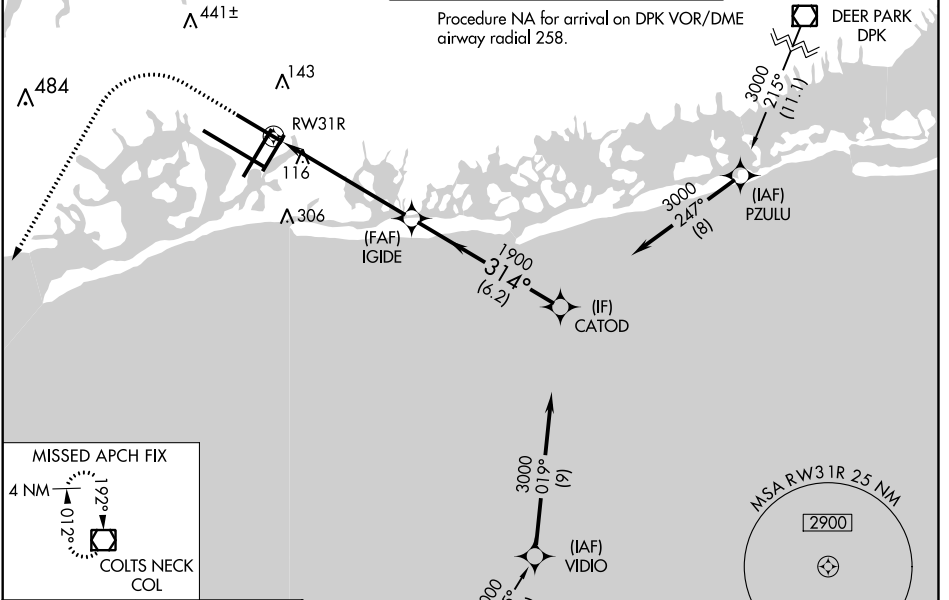 441±
Procedure NA for arrival on DPK VOR/DME
airway radial 258.
DEER PARK
DPK
484
143
3000
215°
(11.1)
RW31R
116
306
(IAF)
PZULU
3000
247°
(8)
(FAF)
IGIDE
1900
314°
(6.2)
(IF)
CATOD
MISSED APCH FIX
4 NM
192°
012°
COLTS NECK
COL
3000
019°
(9)
MSA RW31R 25 NM
2900
(IAF)
VIDIO